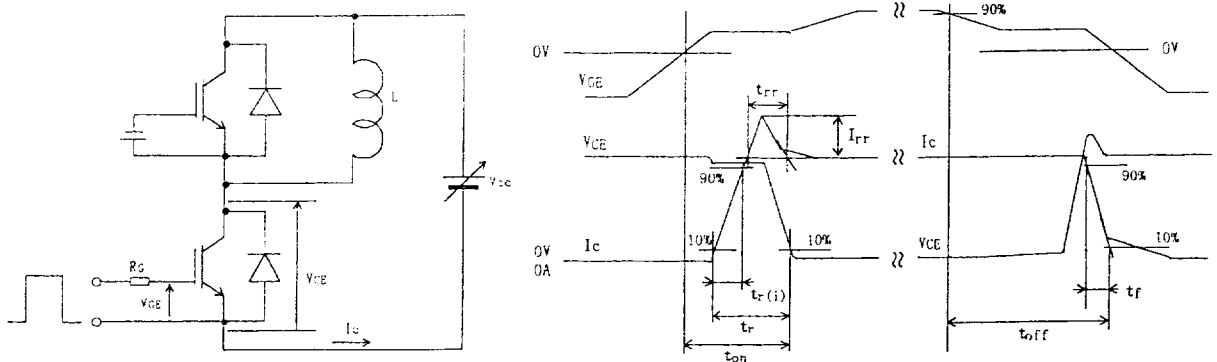 L
Vcc
RG
VGE
VCE
Ic
0V
VGE
VCE
trr
Irr
90%
10%
10%
Ic
0V
0A
tr(i)
tr
ton
90%
0V
Ic
90%
VCE
10%
tf
toff